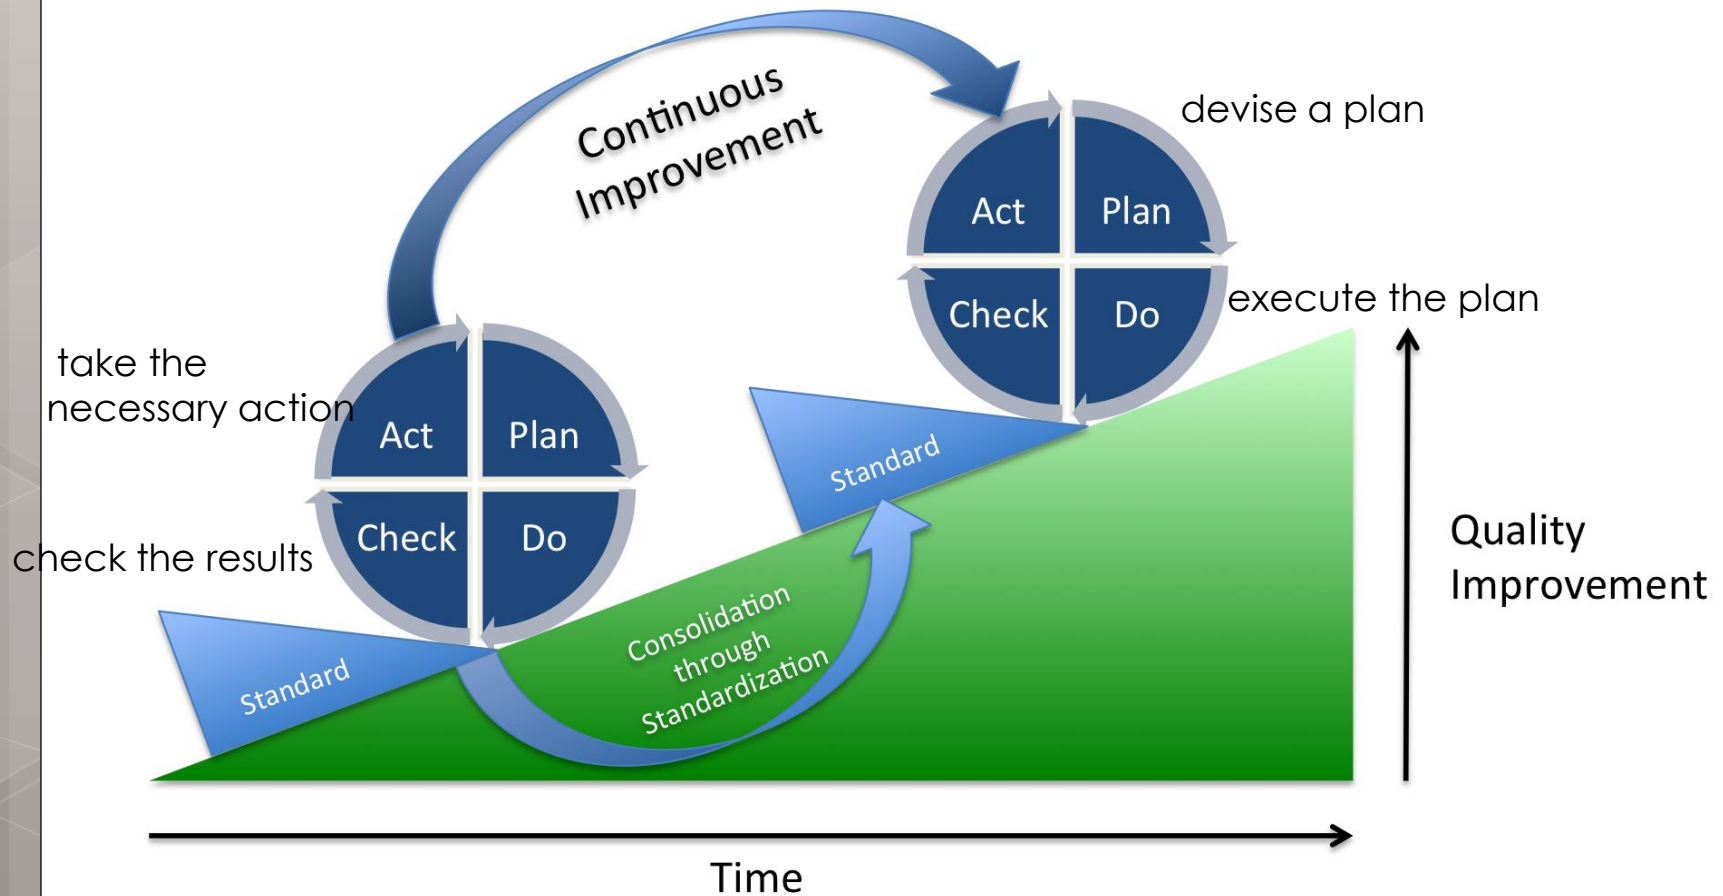 Continuous
Improvement
devise a plan
Act
Plan
Check
Do
execute the plan
take the
necessary action
Act
Plan
Check
Do
check the results
Standard
Standard
Consolidation
through
Standardization
Quality
Improvement
Time